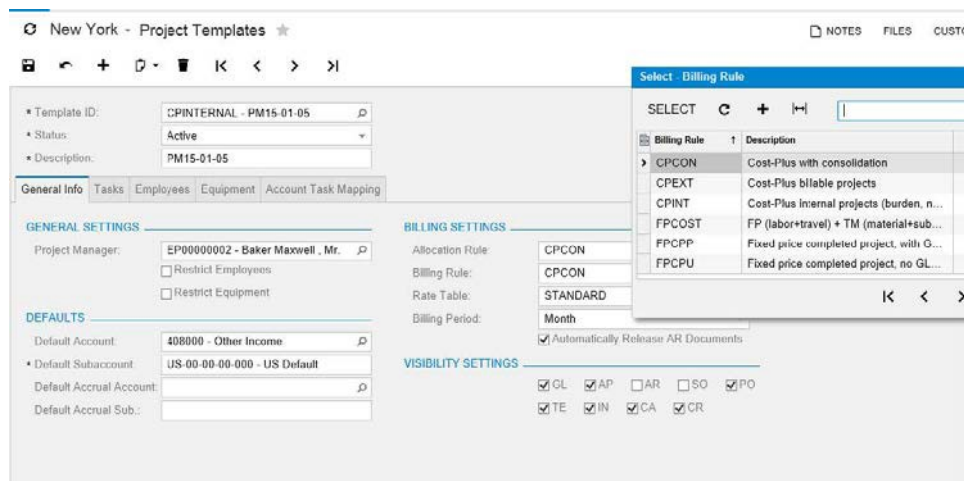 New York - Project Templates
NOTES FILES CUSTO
Select - Billing Rule
SELECT
Billing Rule Description
CPCON Cost-Plus with consolidation
CPEXT Cost-Plus billable projects
CPINT Cost-Plus internal projects (burden, n...
FPCOST FP (labor+travel) + TM (material+sub...
FPCPP Fixed price completed project, with G...
FPCPU Fixed price completed project, no GL...
* Template ID: CPINTERNAL - PM15-01-05
* Status: Active
* Description: PM15-01-05
General Info Tasks Employees Equipment Account Task Mapping
GENERAL SETTINGS
Project Manager: EP00000002 - Baker Maxwell , Mr.
Restrict Employees
Restrict Equipment
DEFAULTS
Default Account: 408000 - Other Income
* Default Subaccount: US-00-00-00-000 - US Default
Default Accrual Account:
Default Accrual Sub.:
BILLING SETTINGS
Allocation Rule: CPCON
Billing Rule: CPCON
Rate Table: STANDARD
Billing Period: Month
Automatically Release AR Documents
VISIBILITY SETTINGS
GL AP AR SO PO
TE IN CA CR